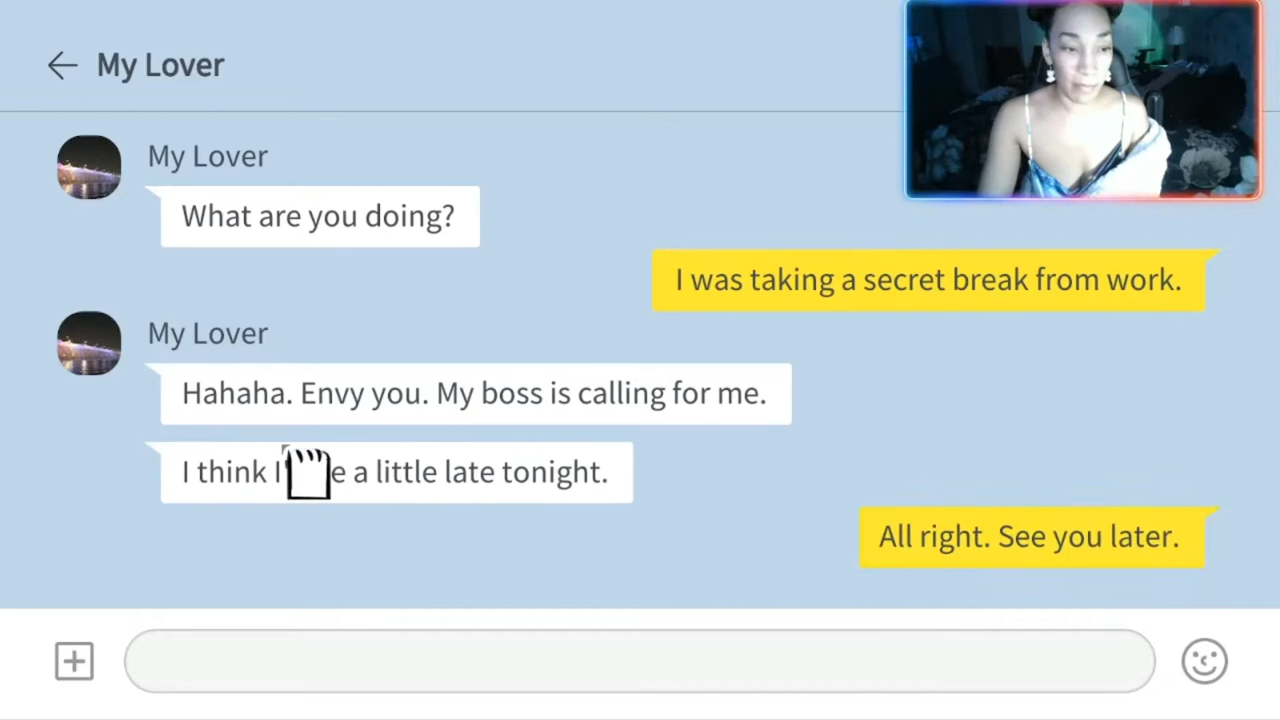 My Lover
My Lover
What are you doing?
I was taking a secret break from work.
My Lover
Hahaha. Envy you. My boss is calling for me.
I think I e a little late tonight.
All right. See you later.